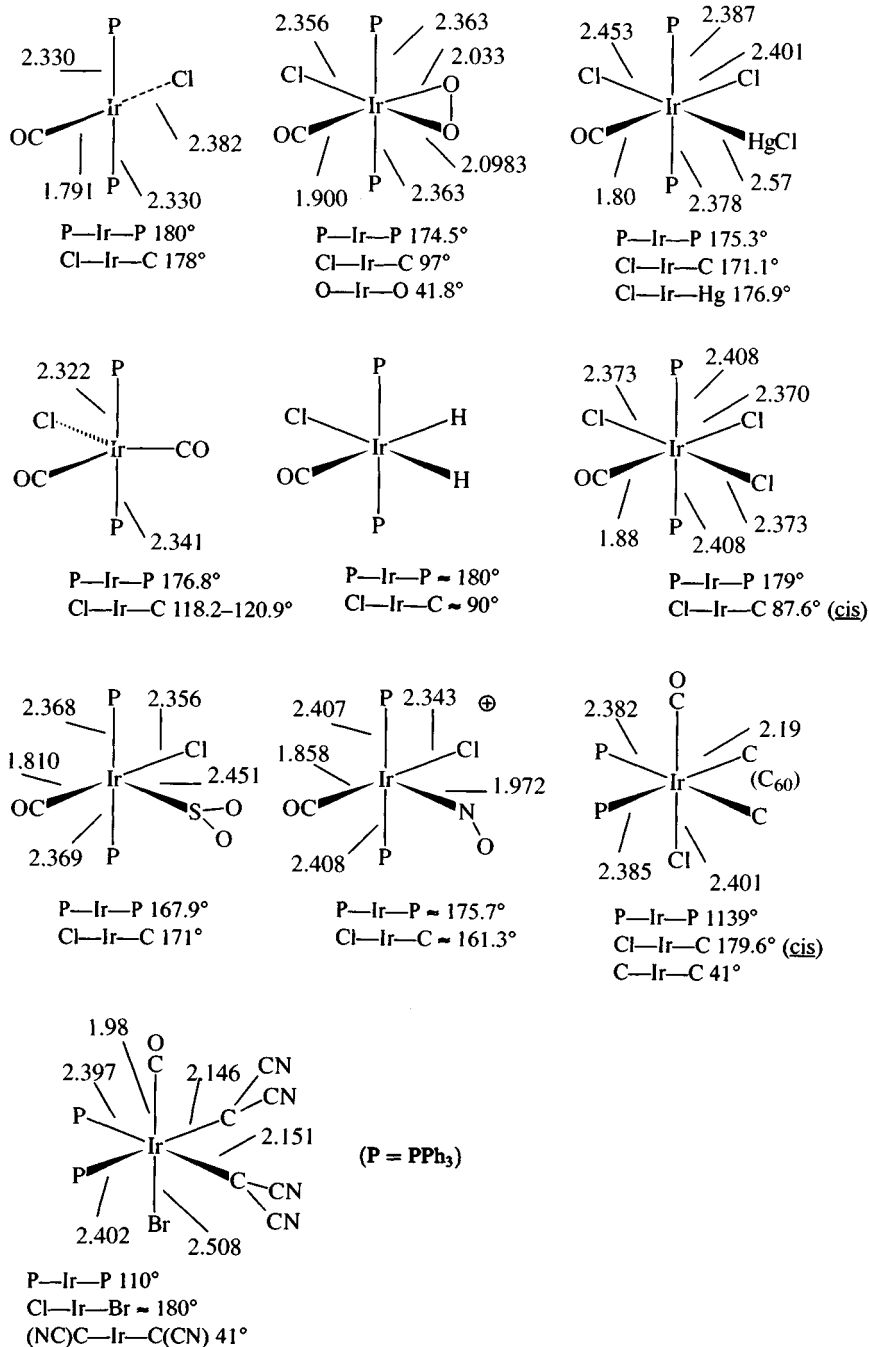 P
2.330
Cl
Ir
OC
2.382
1.791
P
2.330
P—Ir—P 180°
Cl—Ir—C 178°
2.356
P
2.363
2.033
Cl
O
Ir
OC
O
1.900
P
2.0983
2.363
P—Ir—P 174.5°
Cl—Ir—C 97°
O—Ir—O 41.8°
2.453
P
2.387
2.401
Cl
Cl
Ir
OC
HgCl
1.80
P
2.57
2.378
P—Ir—P 175.3°
Cl—Ir—C 171.1°
Cl—Ir—Hg 176.9°
2.322
P
Cl
Ir
CO
OC
P
2.341
P—Ir—P 176.8°
Cl—Ir—C 118.2–120.9°
P
Cl
H
Ir
OC
H
P
P—Ir—P ≈ 180°
Cl—Ir—C ≈ 90°
2.373
P
2.408
2.370
Cl
Cl
Ir
OC
Cl
1.88
P
2.408
2.373
P—Ir—P 179°
Cl—Ir—C 87.6° (cis)
2.368
P
2.356
1.810
Cl
Ir
2.451
OC
S
O
O
2.369
P
P—Ir—P 167.9°
Cl—Ir—C 171°
P
2.343
⊕
2.407
1.858
Cl
Ir
1.972
OC
N
O
2.408
P
P—Ir—P ≈ 175.7°
Cl—Ir—C ≈ 161.3°
O
C
2.382
2.19
P
C
Ir
(C60)
P
C
2.385
Cl
2.401
P—Ir—P 1139°
Cl—Ir—C 179.6° (cis)
C—Ir—C 41°
1.98
O
C
2.397
2.146
CN
CN
P
C
Ir
2.151
P
C
CN
CN
2.402
Br
2.508
(P = PPh3)
P—Ir—P 110°
Cl—Ir—Br ≈ 180°
(NC)C—Ir—C(CN) 41°